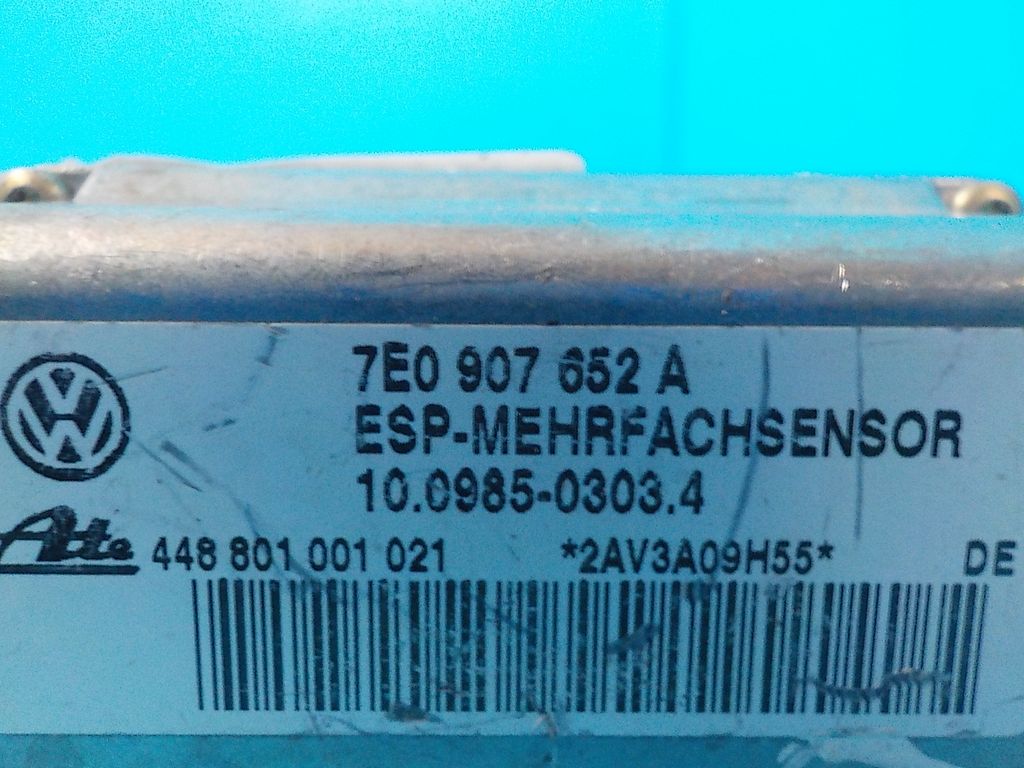 7E0 907 652 A
ESP-MEHRFACHSENSOR
10.0985-0303.4
Ate 448 801 001 021 *2AV3A09H55* DE